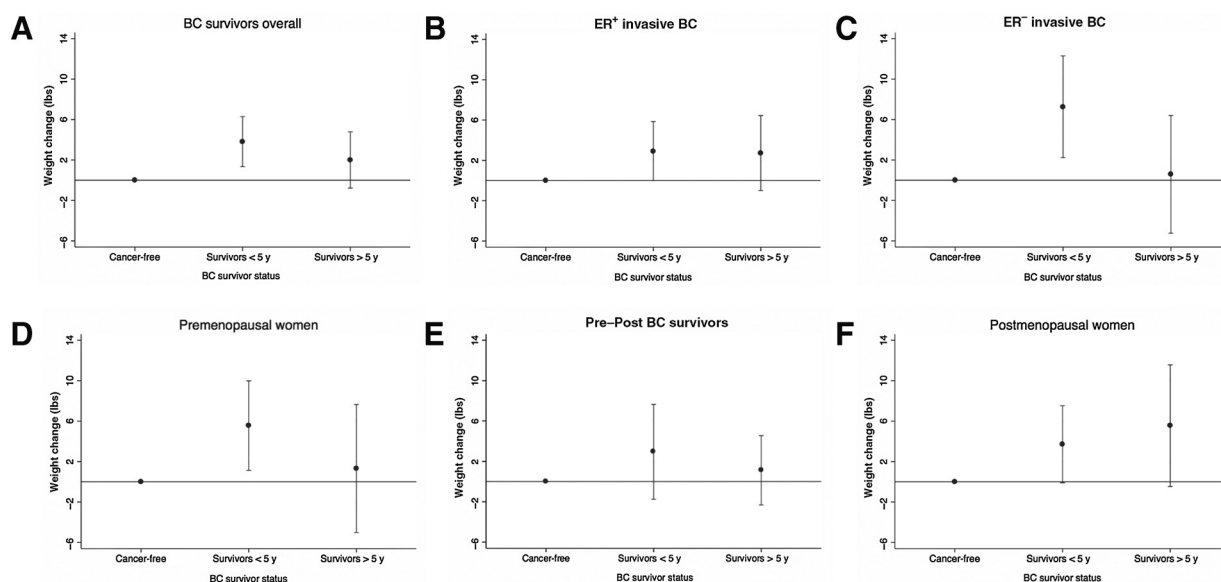 A
BC survivors overall
Weight change (lbs)
14
10
6
2
−2
−6
Cancer-free
Survivors < 5 y
Survivors > 5 y
BC survivor status
B
ER+ invasive BC
Weight change (lbs)
14
10
6
2
−2
−6
Cancer-free
Survivors < 5 y
Survivors > 5 y
BC survivor status
C
ER− invasive BC
Weight change (lbs)
14
10
6
2
−2
−6
Cancer-free
Survivors < 5 y
Survivors > 5 y
BC survivor status
D
Premenopausal women
Weight change (lbs)
14
10
6
2
−2
−6
Cancer-free
Survivors < 5 y
Survivors > 5 y
BC survivor status
E
Pre–Post BC survivors
Weight change (lbs)
14
10
6
2
−2
−6
Cancer-free
Survivors < 5 y
Survivors > 5 y
BC survivor status
F
Postmenopausal women
Weight change (lbs)
14
10
6
2
−2
−6
Cancer-free
Survivors < 5 y
Survivors > 5 y
BC survivor status